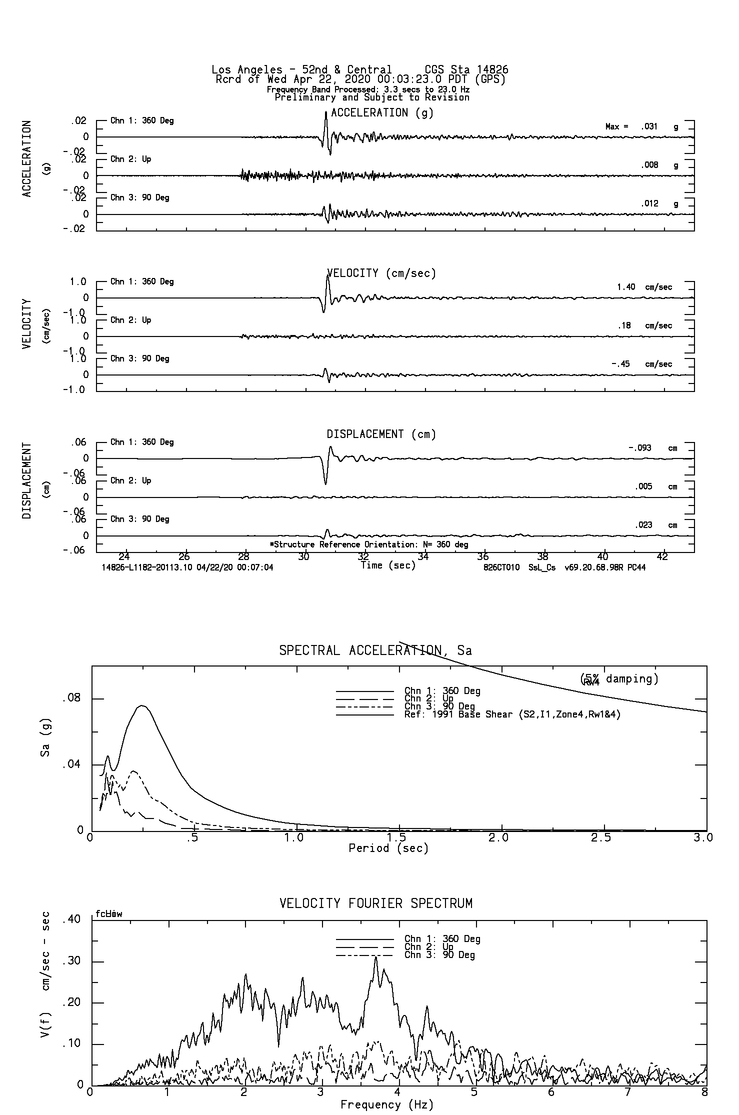 Los Angeles - 52nd & Central CGS Sta 14826
Rcrd of Wed Apr 22, 2020 00:03:23.0 PDT (GPS)
Frequency Band Processed: 3.3 secs to 23.0 Hz
Preliminary and Subject to Revision
ACCELERATION (g)
ACCELERATION
(g)
.02
0
-.02
Chn 1: 360 Deg
Max = .031 g
.02
0
-.02
Chn 2: Up
.008 g
.02
0
-.02
Chn 3: 90 Deg
.012 g
VELOCITY (cm/sec)
VELOCITY
(cm/sec)
1.0
0
-1.0
Chn 1: 360 Deg
1.40 cm/sec
1.0
0
-1.0
Chn 2: Up
.18 cm/sec
1.0
0
-1.0
Chn 3: 90 Deg
-.45 cm/sec
DISPLACEMENT (cm)
DISPLACEMENT
(cm)
.06
0
-.06
Chn 1: 360 Deg
-.093 cm
.06
0
-.06
Chn 2: Up
.005 cm
.06
0
-.06
Chn 3: 90 Deg
.023 cm
*Structure Reference Orientation: N= 360 deg
24 26 28 30 32 34 36 38 40 42
Time (sec)
14826-L1182-20113.10 04/22/20 00:07:04
826CT010 SsL_Cs v69.20.68.98R PC44
SPECTRAL ACCELERATION, Sa
(5% damping)
RW4
Chn 1: 360 Deg
Chn 2: Up
Chn 3: 90 Deg
Ref: 1991 Base Shear (S2,I1,Zone4,Rw1&4)
Sa (g)
.08
.04
0
0 .5 1.0 1.5 2.0 2.5 3.0
Period (sec)
VELOCITY FOURIER SPECTRUM
Chn 1: 360 Deg
Chn 2: Up
Chn 3: 90 Deg
V(f) cm/sec - sec
.40
.30
.20
.10
0
0 1 2 3 4 5 6 7 8
Frequency (Hz)